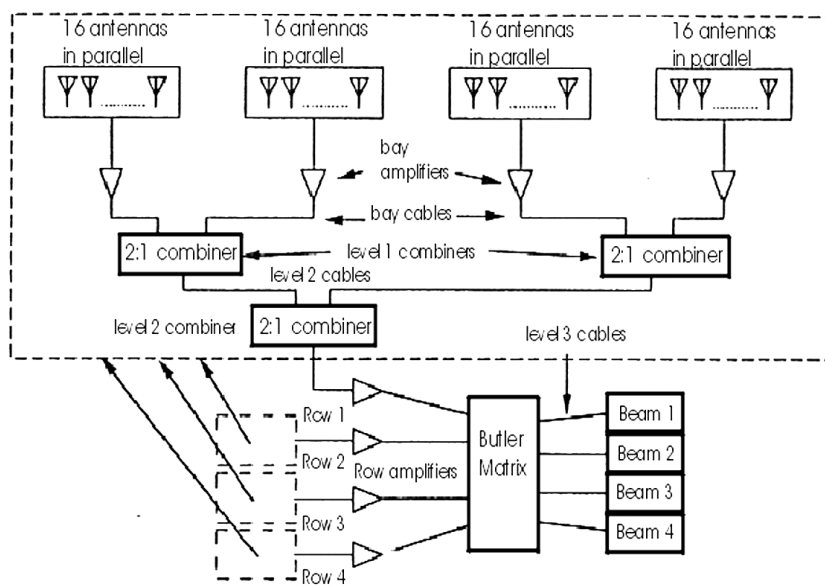 16 antennas
in parallel
16 antennas
in parallel
16 antennas
in parallel
16 antennas
in parallel
bay
amplifiers
bay cables
2:1 combiner
level 1 combiners
2:1 combiner
level 2 cables
level 2 combiner
2:1 combiner
level 3 cables
Row 1
Row 2
Row amplifiers
Row 3
Row 4
Butler
Matrix
Beam 1
Beam 2
Beam 3
Beam 4